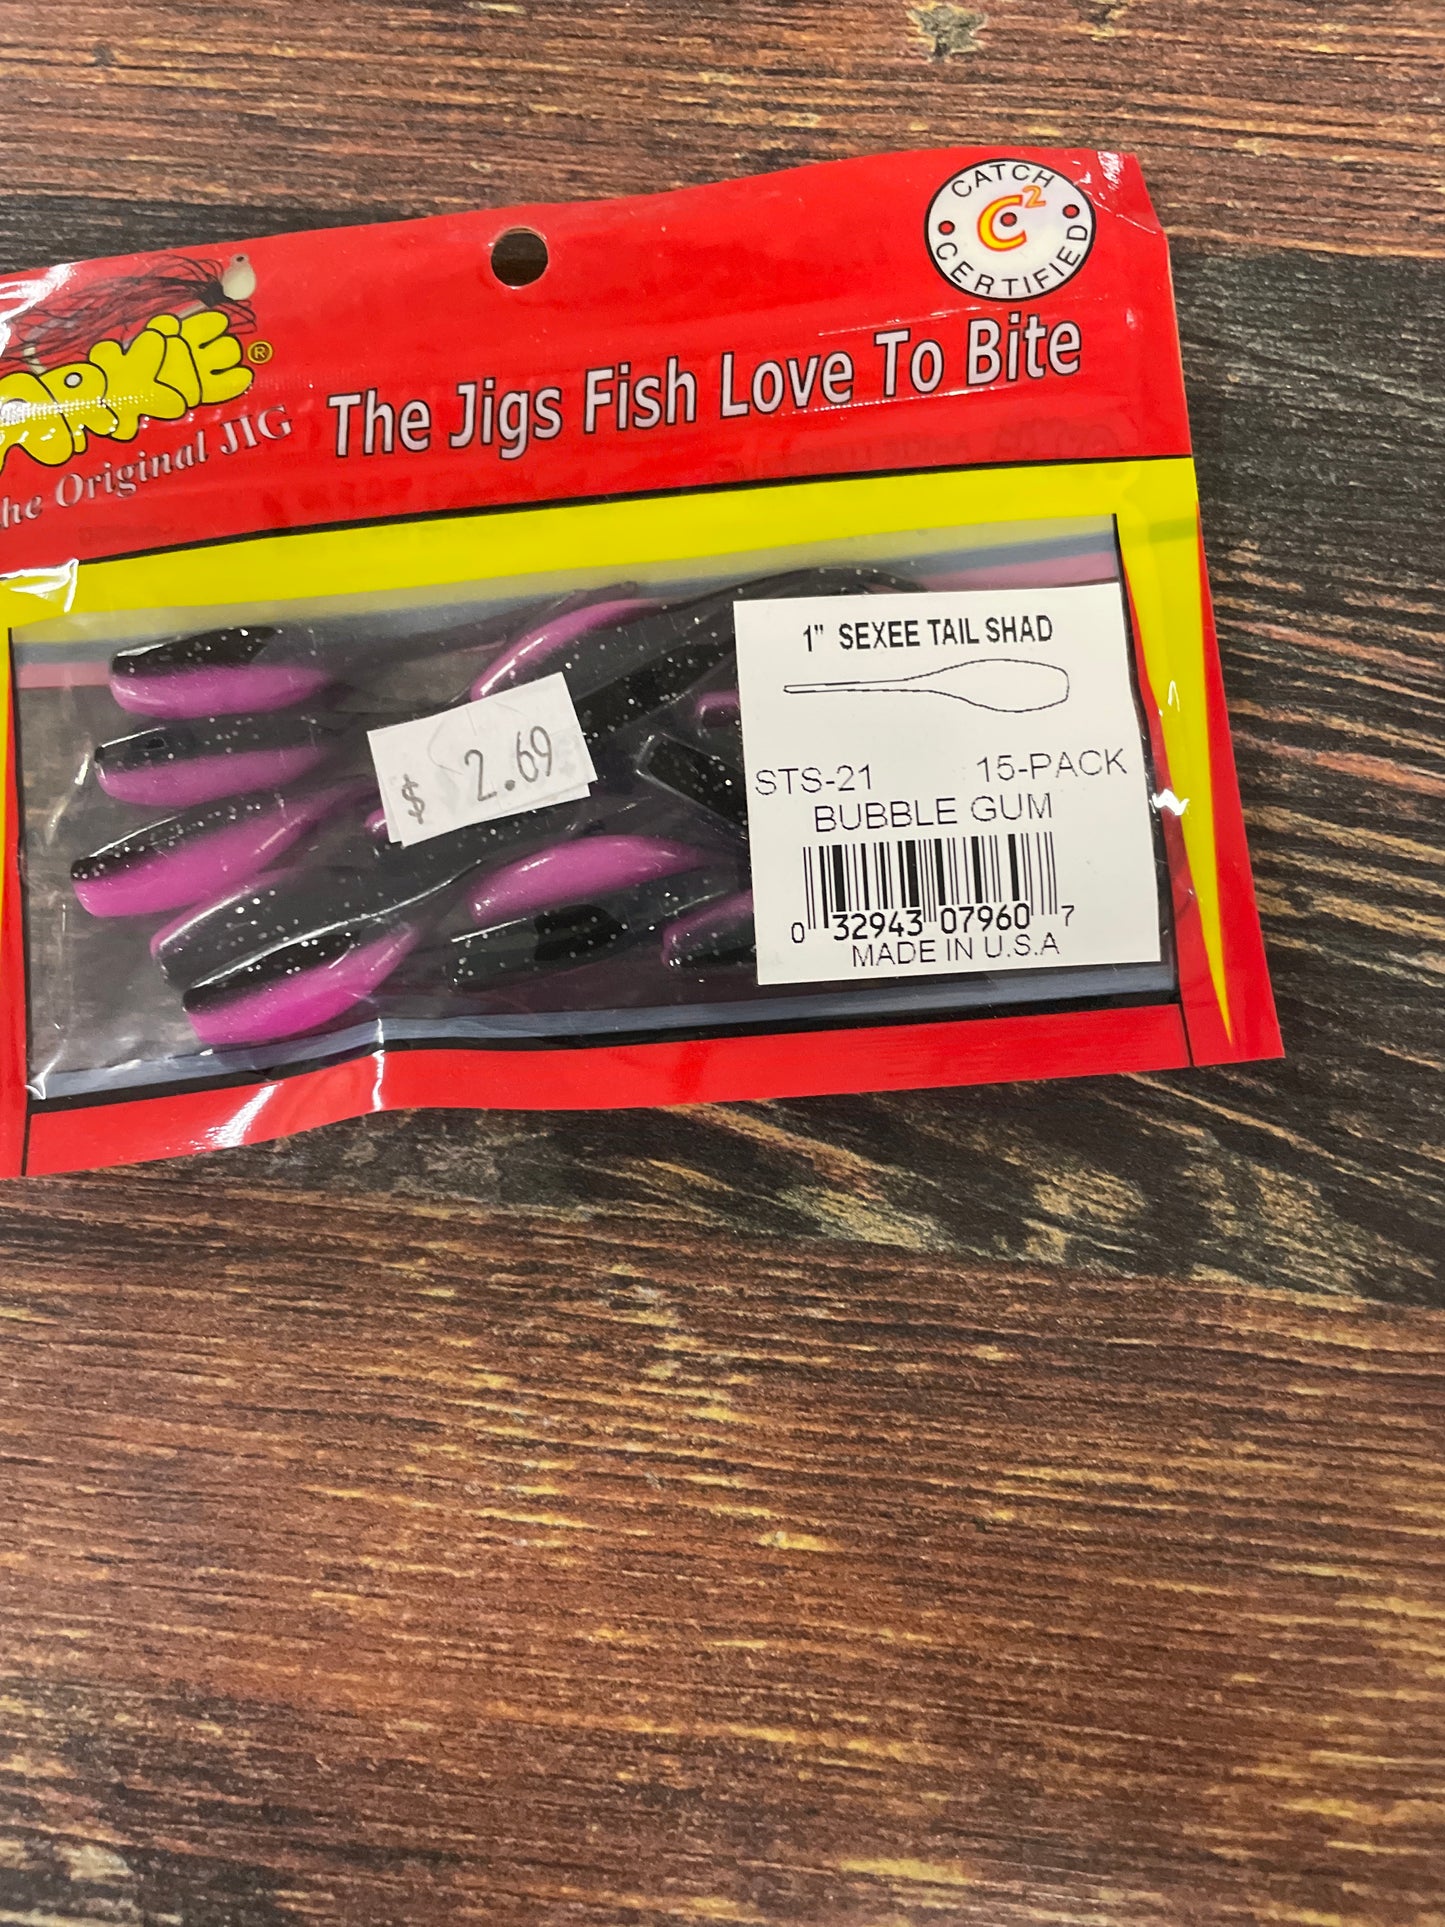 CATCH
C²
CERTIFIED
ARKIE®
The Original JIG
The Jigs Fish Love To Bite
1" SEXEE TAIL SHAD
$ 2.69
STS-21 15-PACK
BUBBLE GUM
0 32943 07960 7
MADE IN U.S.A